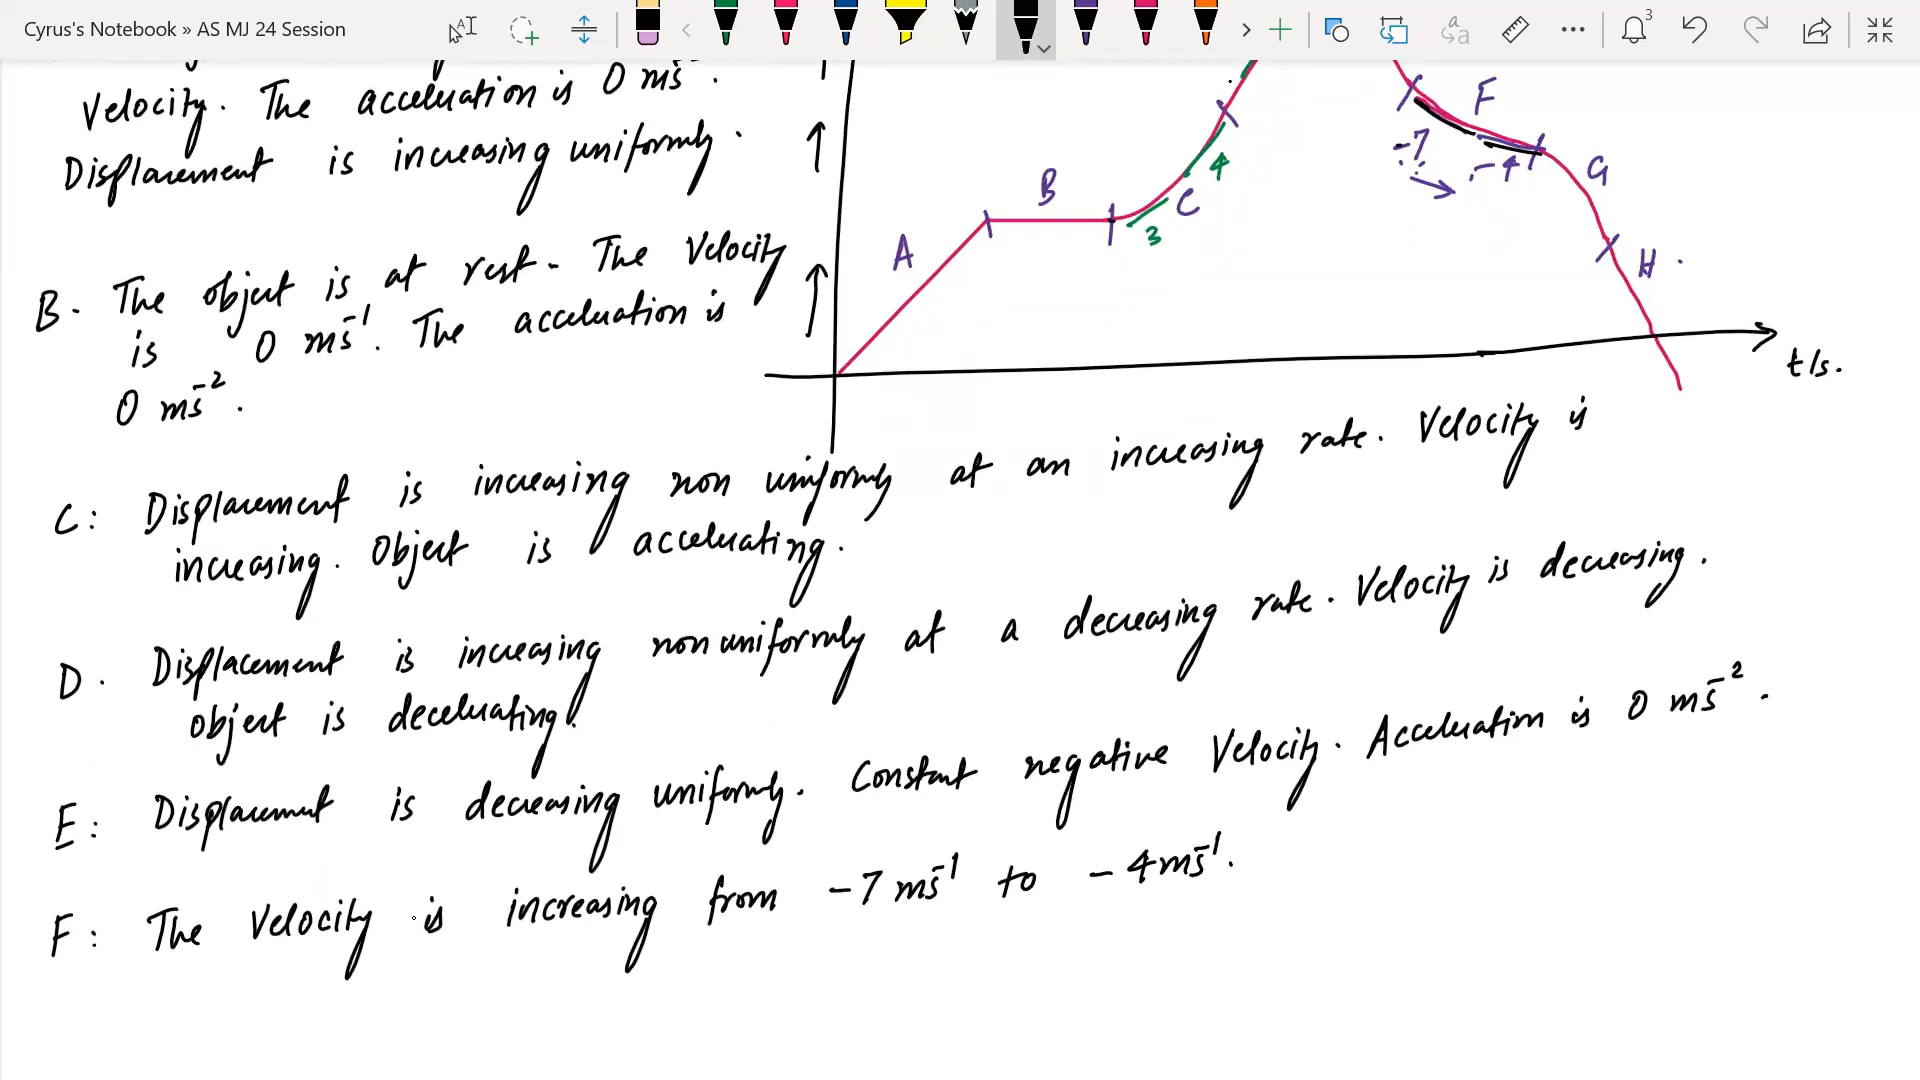 Cyrus's Notebook » AS MJ 24 Session
3
Velocity. The acceleration is 0 ms⁻².
Displacement is increasing uniformly.
A
B
C
3
4
F
-7
-4
G
H
t/s.
B. The object is at rest. The Velocity
is 0 ms⁻¹. The acceleration is
0 ms⁻².
C: Displacement is increasing non uniformly at an increasing rate. Velocity is
increasing. Object is accelerating.
D. Displacement is increasing non uniformly at a decreasing rate. Velocity is decreasing.
Object is decelerating.
E: Displacement is decreasing uniformly. Constant negative Velocity. Acceleration is 0 ms⁻².
F: The Velocity is increasing from -7 ms⁻¹ to -4 ms⁻¹.